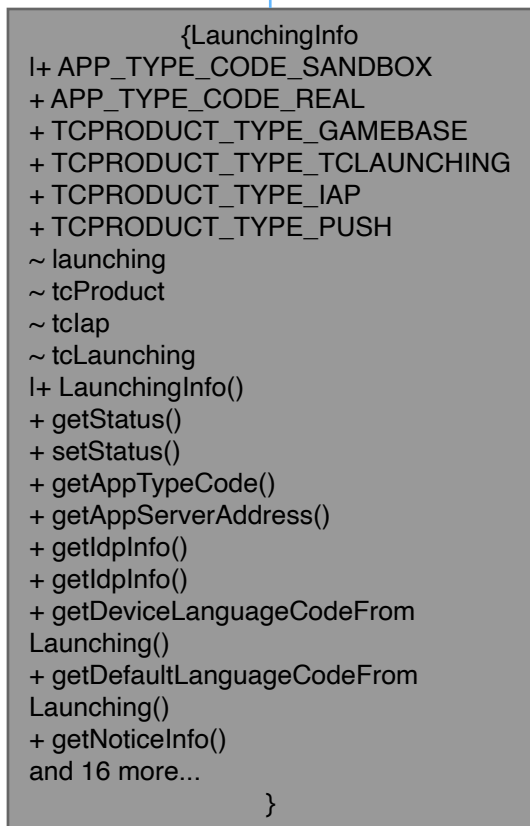 {LaunchingInfo
l+ APP_TYPE_CODE_SANDBOX
+ APP_TYPE_CODE_REAL
+ TCPRODUCT_TYPE_GAMEBASE
+ TCPRODUCT_TYPE_TCLAUNCHING
+ TCPRODUCT_TYPE_IAP
+ TCPRODUCT_TYPE_PUSH
~ launching
~ tcProduct
~ tcIap
~ tcLaunching
l+ LaunchingInfo()
+ getStatus()
+ setStatus()
+ getAppTypeCode()
+ getAppServerAddress()
+ getIdpInfo()
+ getIdpInfo()
+ getDeviceLanguageCodeFrom
Launching()
+ getDefaultLanguageCodeFrom
Launching()
+ getNoticeInfo()
and 16 more...
}